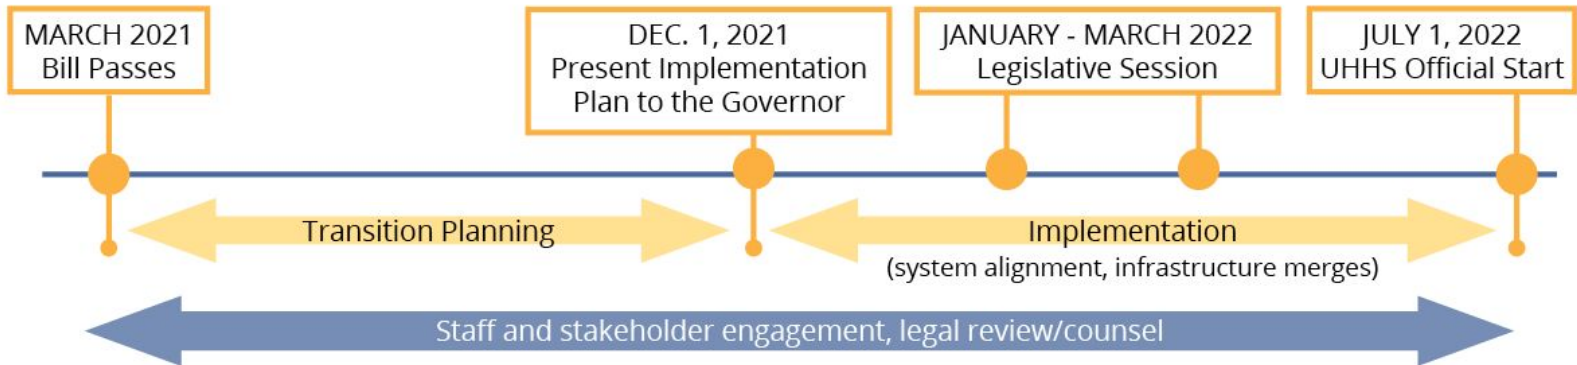 MARCH 2021
Bill Passes
DEC. 1, 2021
Present Implementation
Plan to the Governor
JANUARY - MARCH 2022
Legislative Session
JULY 1, 2022
UHHS Official Start
Transition Planning
Implementation
(system alignment, infrastructure merges)
Staff and stakeholder engagement, legal review/counsel